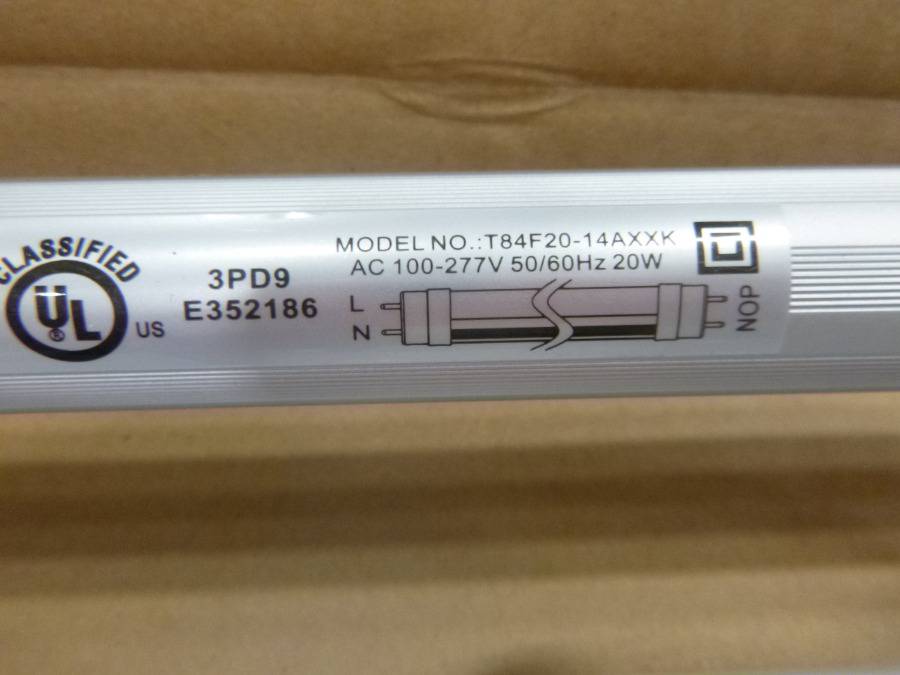 CLASSIFIED
UL
®
US
3PD9
E352186
MODEL NO.:T84F20-14AXXK
AC 100-277V 50/60Hz 20W
L
N
NOP